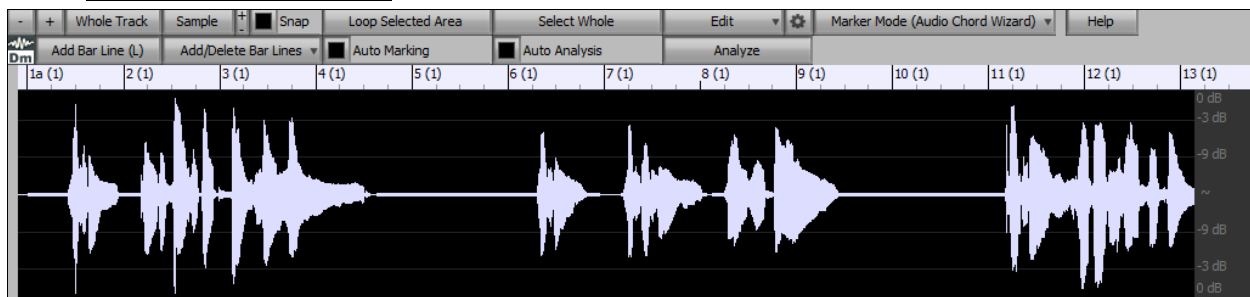 - + Whole Track Sample + - Snap Loop Selected Area Select Whole Edit Marker Mode (Audio Chord Wizard) Help
Dm Add Bar Line (L) Add/Delete Bar Lines Auto Marking Auto Analysis Analyze
1a (1) 2 (1) 3 (1) 4 (1) 5 (1) 6 (1) 7 (1) 8 (1) 9 (1) 10 (1) 11 (1) 12 (1) 13 (1)
0 dB
-3 dB
-9 dB
~
-9 dB
-3 dB
0 dB